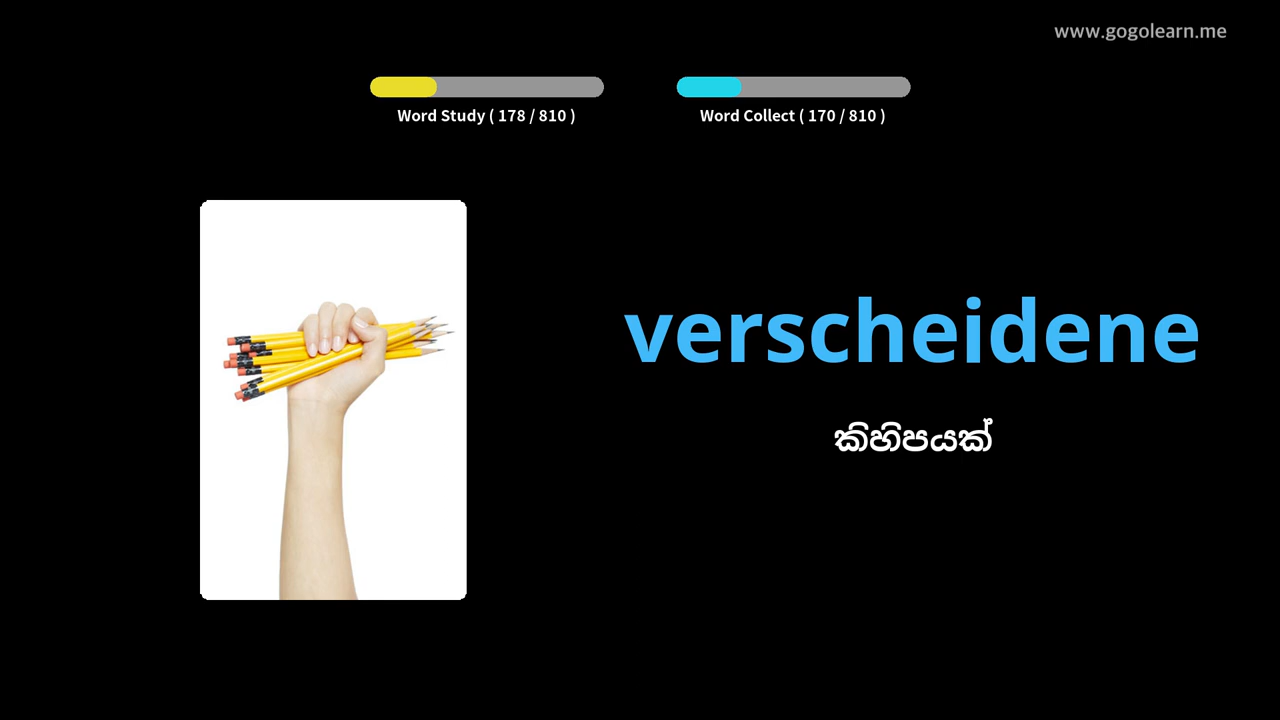 www.gogolearn.me
Word Study ( 178 / 810 )
Word Collect ( 170 / 810 )
verscheidene
කිහිපයක්